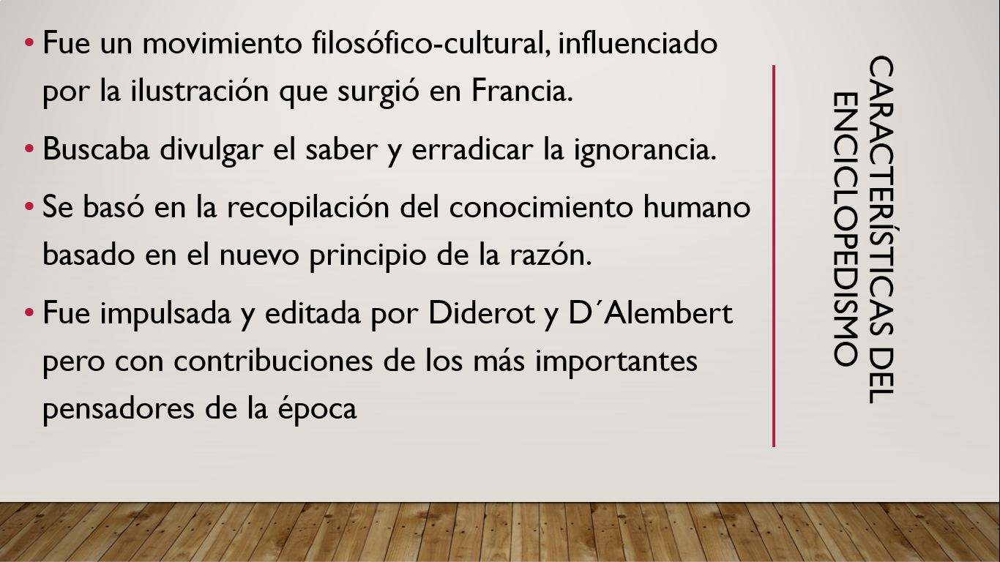 • Fue un movimiento filosófico-cultural, influenciado
por la ilustración que surgió en Francia.
• Buscaba divulgar el saber y erradicar la ignorancia.
• Se basó en la recopilación del conocimiento humano
basado en el nuevo principio de la razón.
• Fue impulsada y editada por Diderot y D´Alembert
pero con contribuciones de los más importantes
pensadores de la época
CARACTERÍSTICAS DEL
ENCICLOPEDISMO